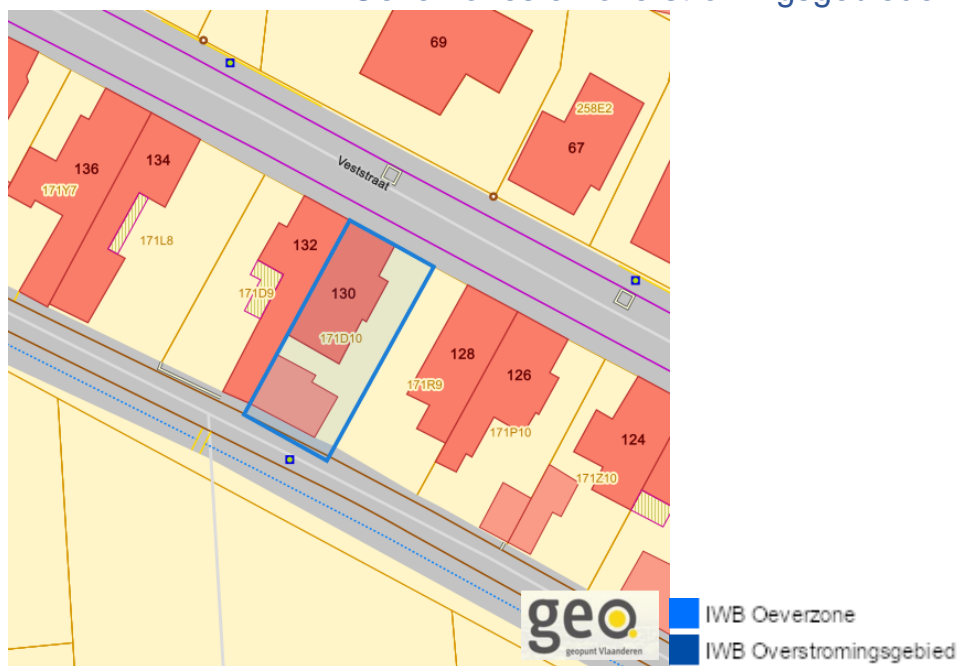 69
258E2
67
Veststraat
136
134
171Y7
171L8
132
171D9
130
171D10
128
171R9
126
171P10
124
171Z10
geo
geopunt Vlaanderen
IWB Oeverzone
IWB Overstromingsgebied